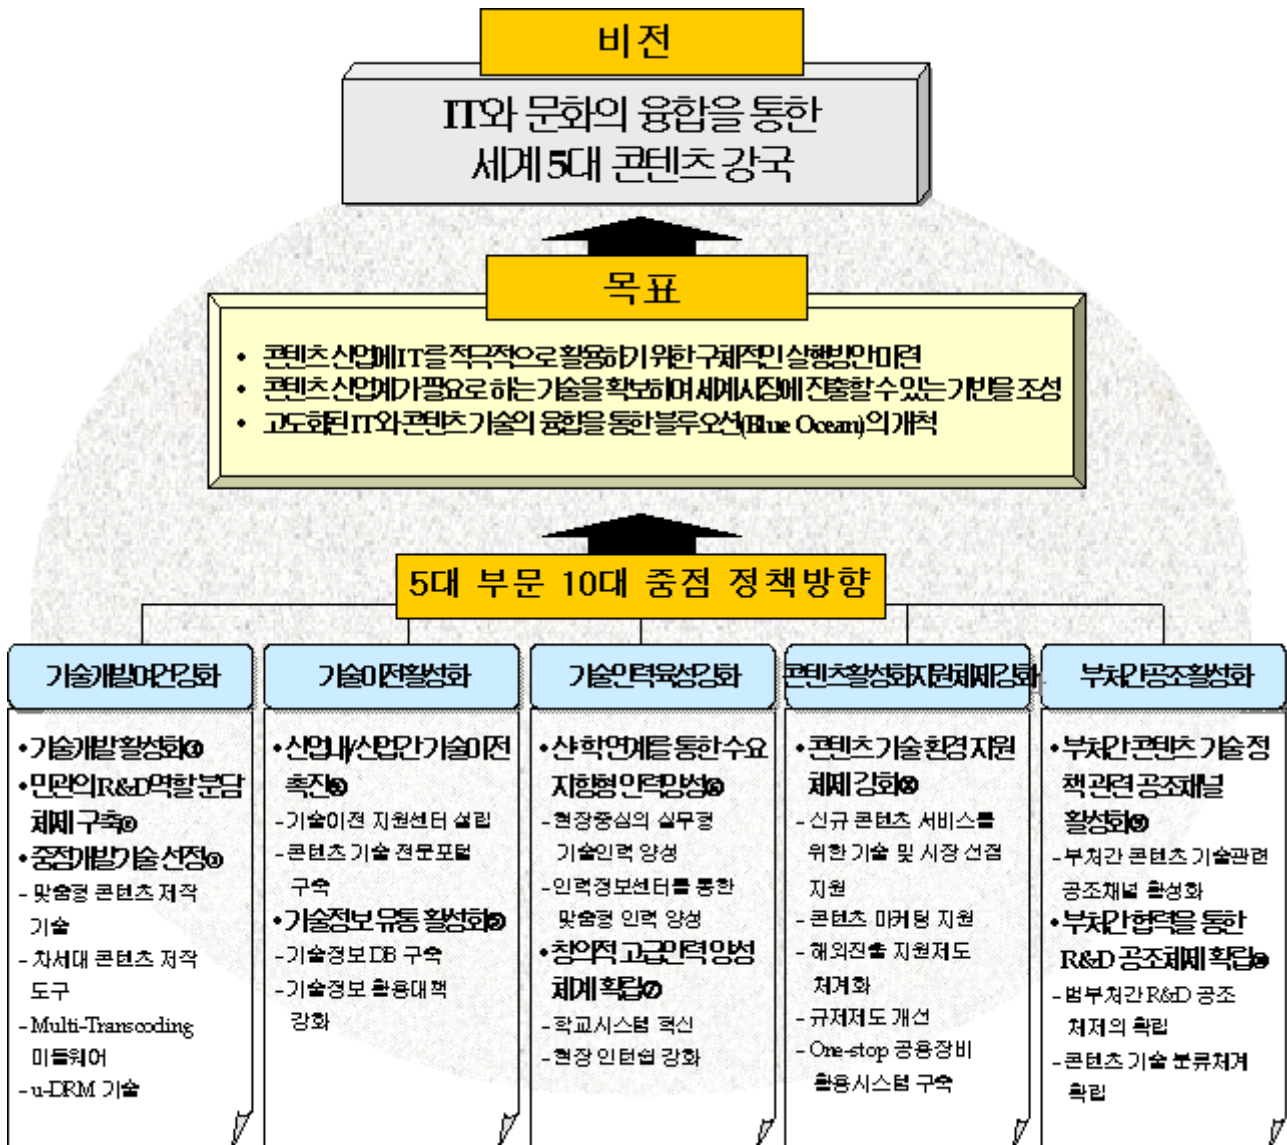 비전
IT와 문화의 융합을 통한
세계 5대 콘텐츠 강국
목표
• 콘텐츠 산업에 IT를 적극적으로 활용하기 위한 구체적인 실행방안 마련
• 콘텐츠 산업계가 필요로 하는 기술을 확보하여 세계시장에 진출할 수 있는 기반을 조성
• 고도화된 IT와 콘텐츠 기술의 융합을 통한 블루오션(Blue Ocean)의 개척
5대 부문 10대 중점 정책방향
기술개발여건강화
•기술개발 활성화
•민관의 R&D역할 분담
체제 구축
•중점개발기술 선정
- 맞춤형 콘텐츠 제작
기술
- 차세대 콘텐츠 저작
도구
- Multi-Transcoding
미들웨어
- u-DRM 기술
기술이전활성화
•산업내/산업간 기술이전
촉진
- 기술이전 지원센터 설립
- 콘텐츠 기술 전문포털
구축
•기술정보 유통 활성화
- 기술정보 DB 구축
- 기술정보 활용대책
강화
기술인력육성강화
•산·학 연계를 통한 수요
지향형 인력양성
- 현장중심의 실무형
기술인력 양성
- 인력정보센터를 통한
맞춤형 인력 양성
•창의적 고급인력 양성
체계 확립⑦
- 학교시스템 혁신
- 현장 인턴쉽 강화
콘텐츠활성화지원체제강화
•콘텐츠 기술 환경 지원
체제 강화
- 신규 콘텐츠 서비스를
위한 기술 및 시장 선점
지원
- 콘텐츠 마케팅 지원
- 해외진출 지원제도
체계화
- 규제제도 개선
- One-stop 공용장비
활용시스템 구축
부처간공조활성화
•부처간 콘텐츠 기술 정
책 관련 공조채널
활성화
- 부처간 콘텐츠 기술관련
공조채널 활성화
•부처간 협력을 통한
R&D 공조체제 확립
- 범부처간 R&D 공조
체제의 확립
- 콘텐츠 기술 분류체계
확립